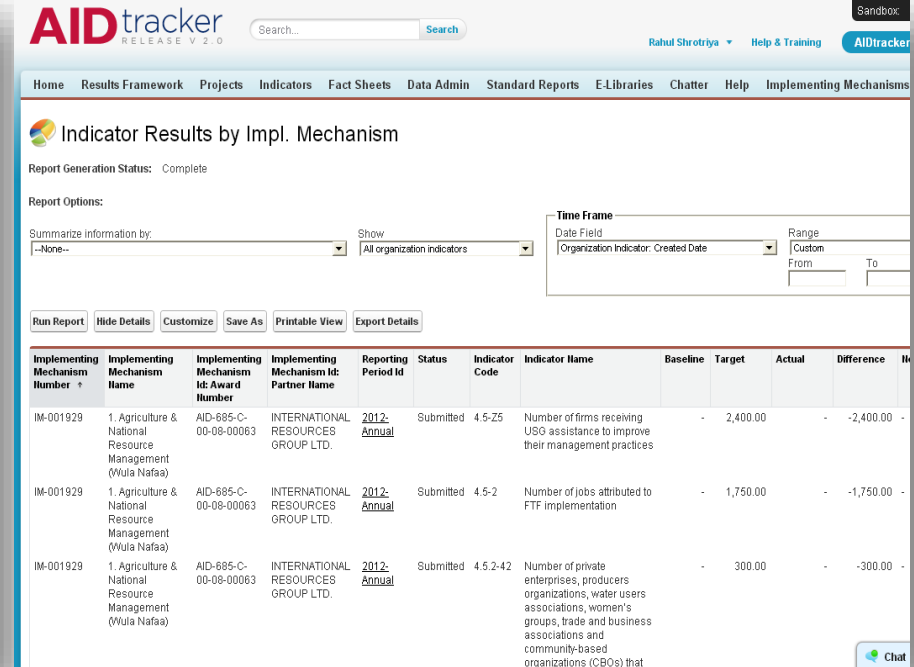 Sandbox:
AIDtracker
RELEASE V 2.0
Search...
Search
Rahul Shrotriya
Help & Training
AIDtracker
Home Results Framework Projects Indicators Fact Sheets Data Admin Standard Reports E-Libraries Chatter Help Implementing Mechanisms
Indicator Results by Impl. Mechanism
Report Generation Status: Complete
Report Options:
Time Frame
Summarize information by:
Show
Date Field
Range
--None--
All organization indicators
Organization Indicator: Created Date
Custom
From To
Run Report Hide Details Customize Save As Printable View Export Details
Implementing Implementing Implementing Implementing Reporting Status Indicator Indicator Name Baseline Target Actual Difference
Mechanism Mechanism Mechanism Mechanism Id: Period Id Code
Number ↑ Name Id: Award Partner Name
Number
IM-001929 1. Agriculture & AID-685-C- INTERNATIONAL 2012- Submitted 4.5-Z5 Number of firms receiving - 2,400.00 - -2,400.00 -
National 00-08-00063 RESOURCES Annual USG assistance to improve
Resource GROUP LTD. their management practices
Management
(Wula Nafaa)
IM-001929 1. Agriculture & AID-685-C- INTERNATIONAL 2012- Submitted 4.5-2 Number of jobs attributed to - 1,750.00 - -1,750.00 -
National 00-08-00063 RESOURCES Annual FTF implementation
Resource GROUP LTD.
Management
(Wula Nafaa)
IM-001929 1. Agriculture & AID-685-C- INTERNATIONAL 2012- Submitted 4.5.2-42 Number of private - 300.00 - -300.00 -
National 00-08-00063 RESOURCES Annual enterprises, producers
Resource GROUP LTD. organizations, water users
Management associations, women's
(Wula Nafaa) groups, trade and business
associations and
community-based
organizations (CBOs) that
Chat